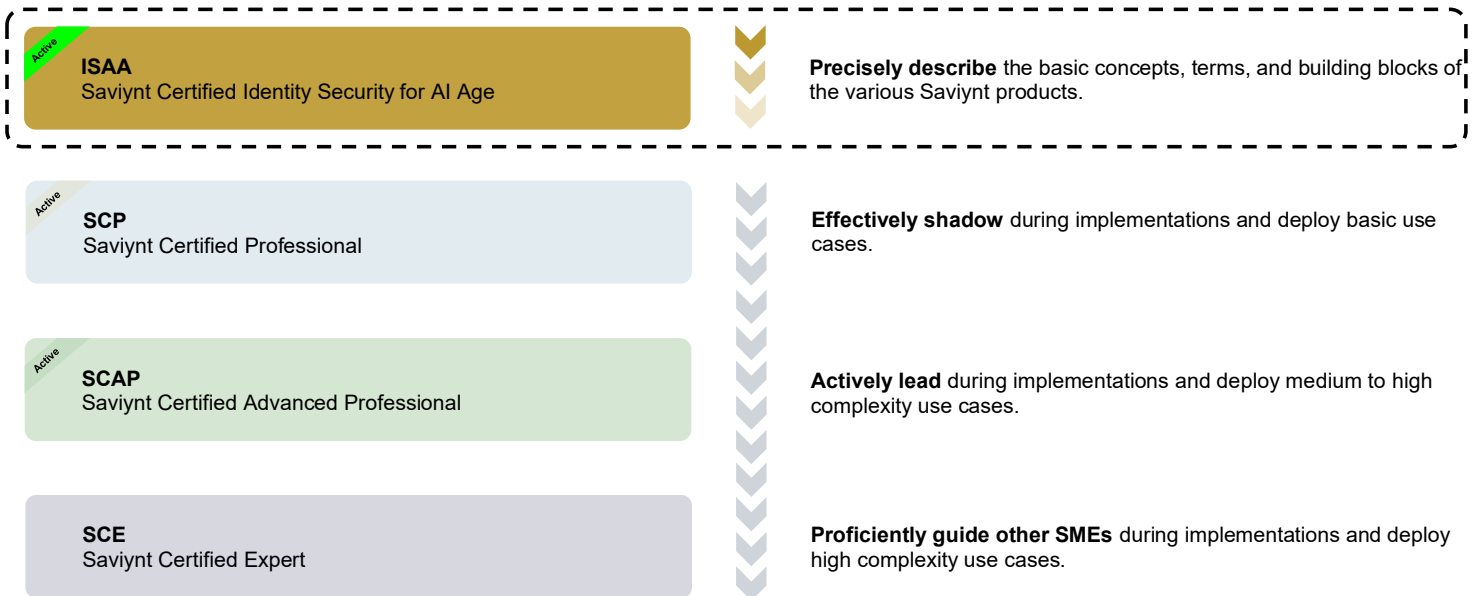 Active
ISAA
Saviynt Certified Identity Security for AI Age
Precisely describe the basic concepts, terms, and building blocks of
the various Saviynt products.
Active
SCP
Saviynt Certified Professional
Effectively shadow during implementations and deploy basic use
cases.
Active
SCAP
Saviynt Certified Advanced Professional
Actively lead during implementations and deploy medium to high
complexity use cases.
SCE
Saviynt Certified Expert
Proficiently guide other SMEs during implementations and deploy
high complexity use cases.